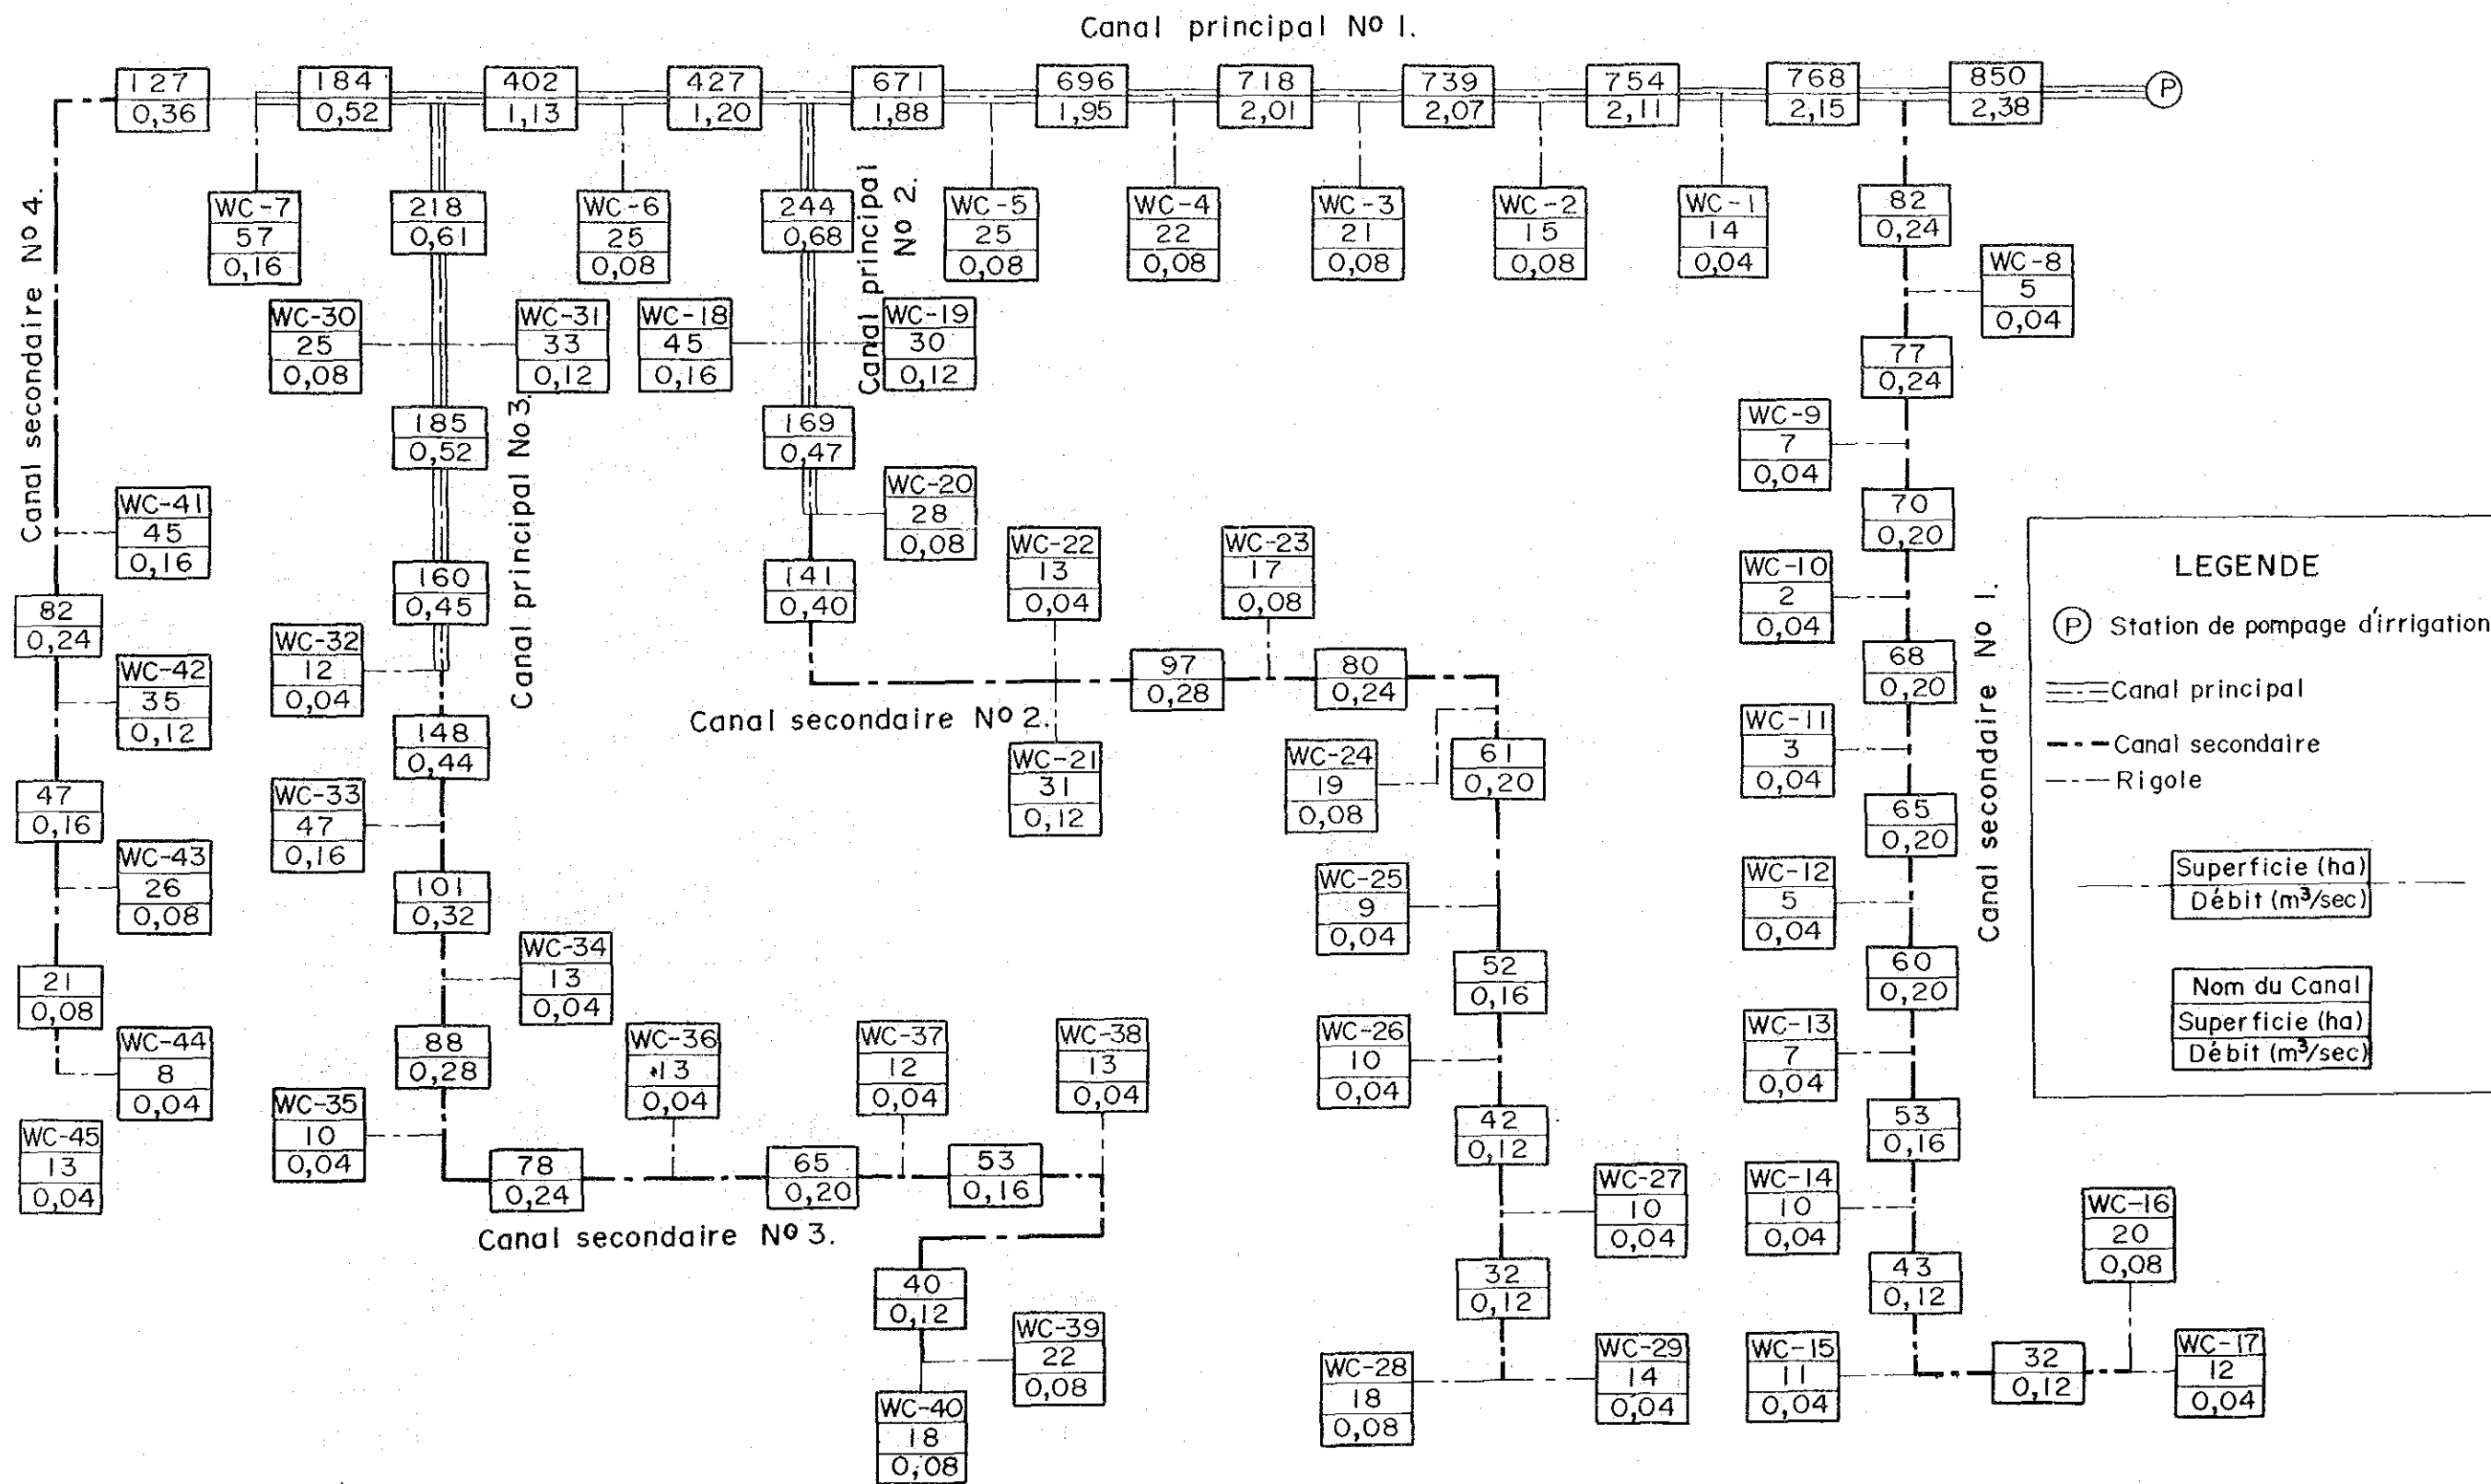 Canal principal Nº 1.
127
0,36
184
0,52
402
1,13
427
1,20
671
1,88
696
1,95
718
2,01
739
2,07
754
2,11
768
2,15
850
2,38
P
WC-7
57
0,16
218
0,61
WC-6
25
0,08
244
0,68
Canal principal
Nº 2.
WC-5
25
0,08
WC-4
22
0,08
WC-3
21
0,08
WC-2
15
0,08
WC-1
14
0,04
82
0,24
WC-8
5
0,04
Canal secondaire Nº 4.
WC-30
25
0,08
WC-31
33
0,12
WC-18
45
0,16
WC-19
30
0,12
77
0,24
185
0,52
Canal principal No 3.
169
0,47
WC-9
7
0,04
WC-41
45
0,16
WC-20
28
0,08
70
0,20
160
0,45
141
0,40
WC-22
13
0,04
WC-23
17
0,08
WC-10
2
0,04
82
0,24
WC-32
12
0,04
97
0,28
80
0,24
68
0,20
Canal secondaire Nº 1.
WC-42
35
0,12
148
0,44
Canal secondaire Nº 2.
WC-21
31
0,12
WC-24
19
0,08
61
0,20
WC-11
3
0,04
47
0,16
WC-33
47
0,16
65
0,20
WC-43
26
0,08
101
0,32
WC-25
9
0,04
WC-12
5
0,04
21
0,08
WC-34
13
0,04
52
0,16
60
0,20
WC-44
8
0,04
88
0,28
WC-36
13
0,04
WC-37
12
0,04
WC-38
13
0,04
WC-26
10
0,04
WC-13
7
0,04
WC-45
13
0,04
WC-35
10
0,04
78
0,24
65
0,20
53
0,16
42
0,12
53
0,16
Canal secondaire Nº 3.
WC-27
10
0,04
WC-14
10
0,04
WC-16
20
0,08
40
0,12
32
0,12
43
0,12
WC-39
22
0,08
WC-28
18
0,08
WC-29
14
0,04
WC-15
11
0,04
32
0,12
WC-17
12
0,04
WC-40
18
0,08
LEGENDE
P Station de pompage d'irrigation
Canal principal
Canal secondaire
Rigole
Superficie (ha)
Débit (m³/sec)
Nom du Canal
Superficie (ha)
Débit (m³/sec)